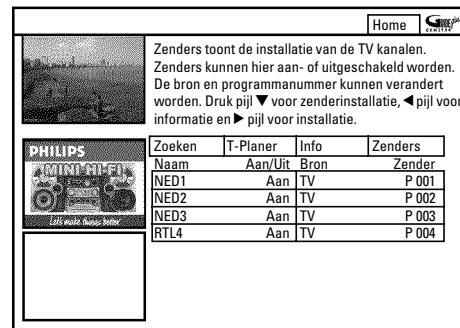 Home GUIDE Plus+ GEMSTAR
Zenders toont de installatie van de TV kanalen.
Zenders kunnen hier aan- of uitgeschakeld worden.
De bron en programmanummer kunnen verandert
worden. Druk pijl ▼ voor zenderinstallatie, ◀ pijl voor
informatie en ▶ pijl voor installatie.
PHILIPS
MINI HI-FI
Let's make things better
Zoeken T-Planer Info Zenders
Naam Aan/Uit Bron Zender
NED1 Aan TV P 001
NED2 Aan TV P 002
NED3 Aan TV P 003
RTL4 Aan TV P 004